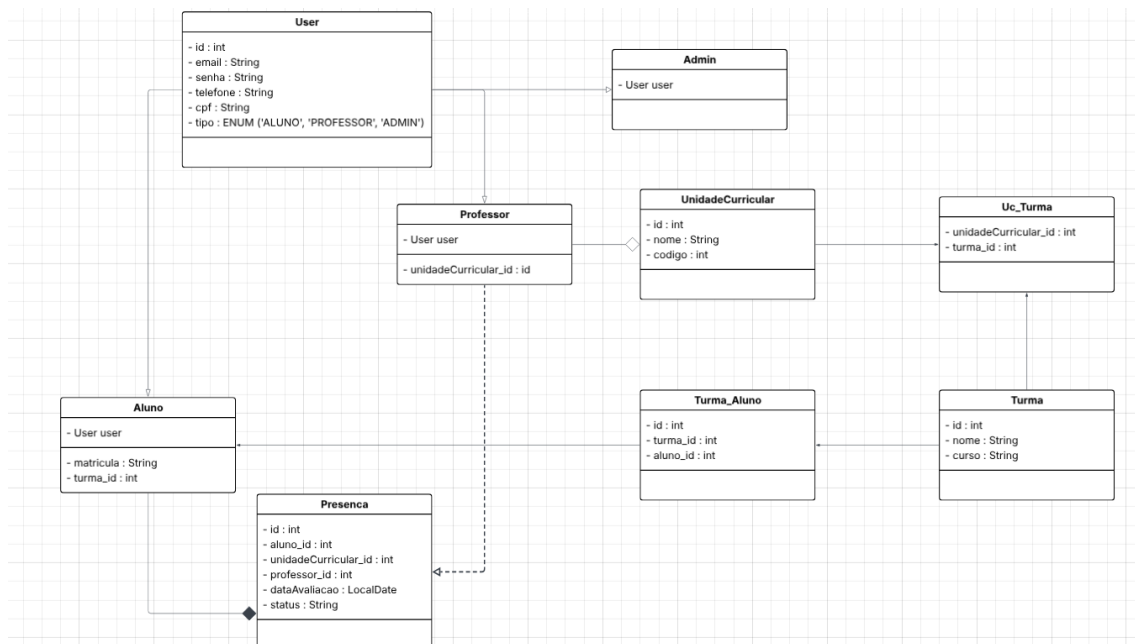 User
- id : int
- email : String
- senha : String
- telefone : String
- cpf : String
- tipo : ENUM ('ALUNO', 'PROFESSOR', 'ADMIN')
Admin
- User user
Professor
- User user
- unidadeCurricular_id : id
UnidadeCurricular
- id : int
- nome : String
- codigo : int
Uc_Turma
- unidadeCurricular_id : int
- turma_id : int
Aluno
- User user
- matricula : String
- turma_id : int
Turma_Aluno
- id : int
- turma_id : int
- aluno_id : int
Turma
- id : int
- nome : String
- curso : String
Presenca
- id : int
- aluno_id : int
- unidadeCurricular_id : int
- professor_id : int
- dataAvaliacao : LocalDate
- status : String